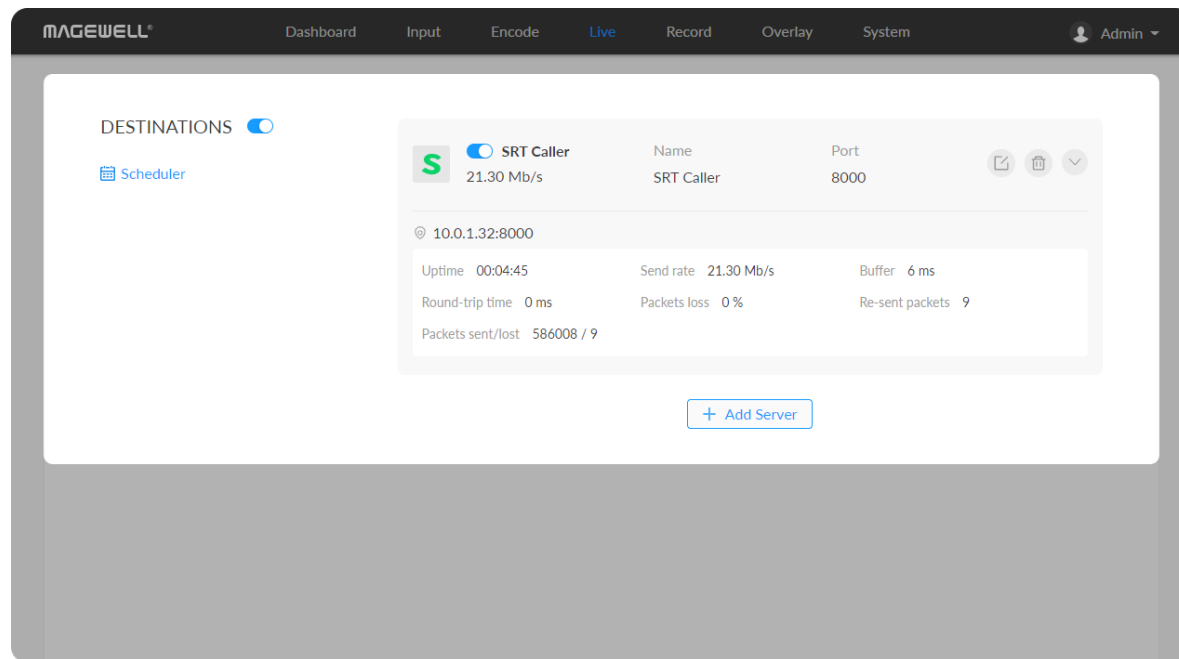 MAGEWELL® Dashboard Input Encode Live Record Overlay System Admin
DESTINATIONS
Scheduler
S
SRT Caller Name Port
21.30 Mb/s SRT Caller 8000
10.0.1.32:8000
Uptime 00:04:45 Send rate 21.30 Mb/s Buffer 6 ms
Round-trip time 0 ms Packets loss 0 % Re-sent packets 9
Packets sent/lost 586008 / 9
+ Add Server